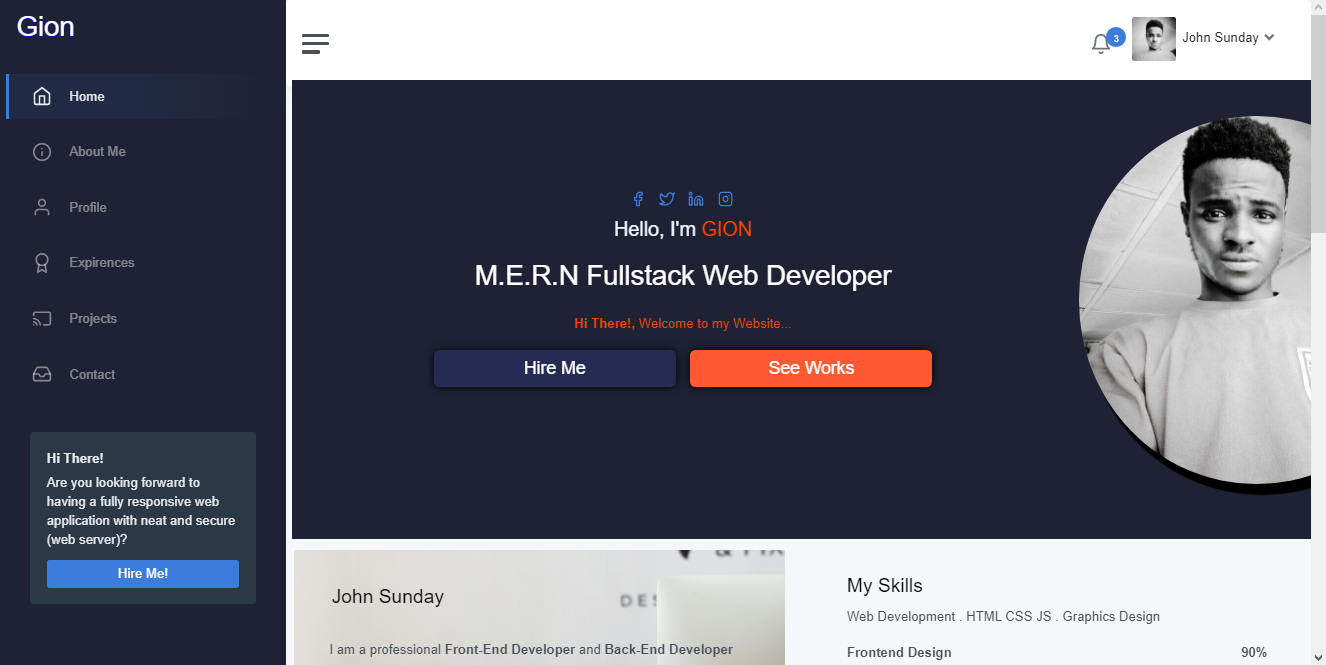 Gion
Home
About Me
Profile
Expirences
Projects
Contact
Hi There!
Are you looking forward to
having a fully responsive web
application with neat and secure
(web server)?
Hire Me!
3
John Sunday
Hello, I'm GION
M.E.R.N Fullstack Web Developer
Hi There!, Welcome to my Website...
Hire Me
See Works
John Sunday
I am a professional Front-End Developer and Back-End Developer
My Skills
Web Development . HTML CSS JS . Graphics Design
Frontend Design 90%